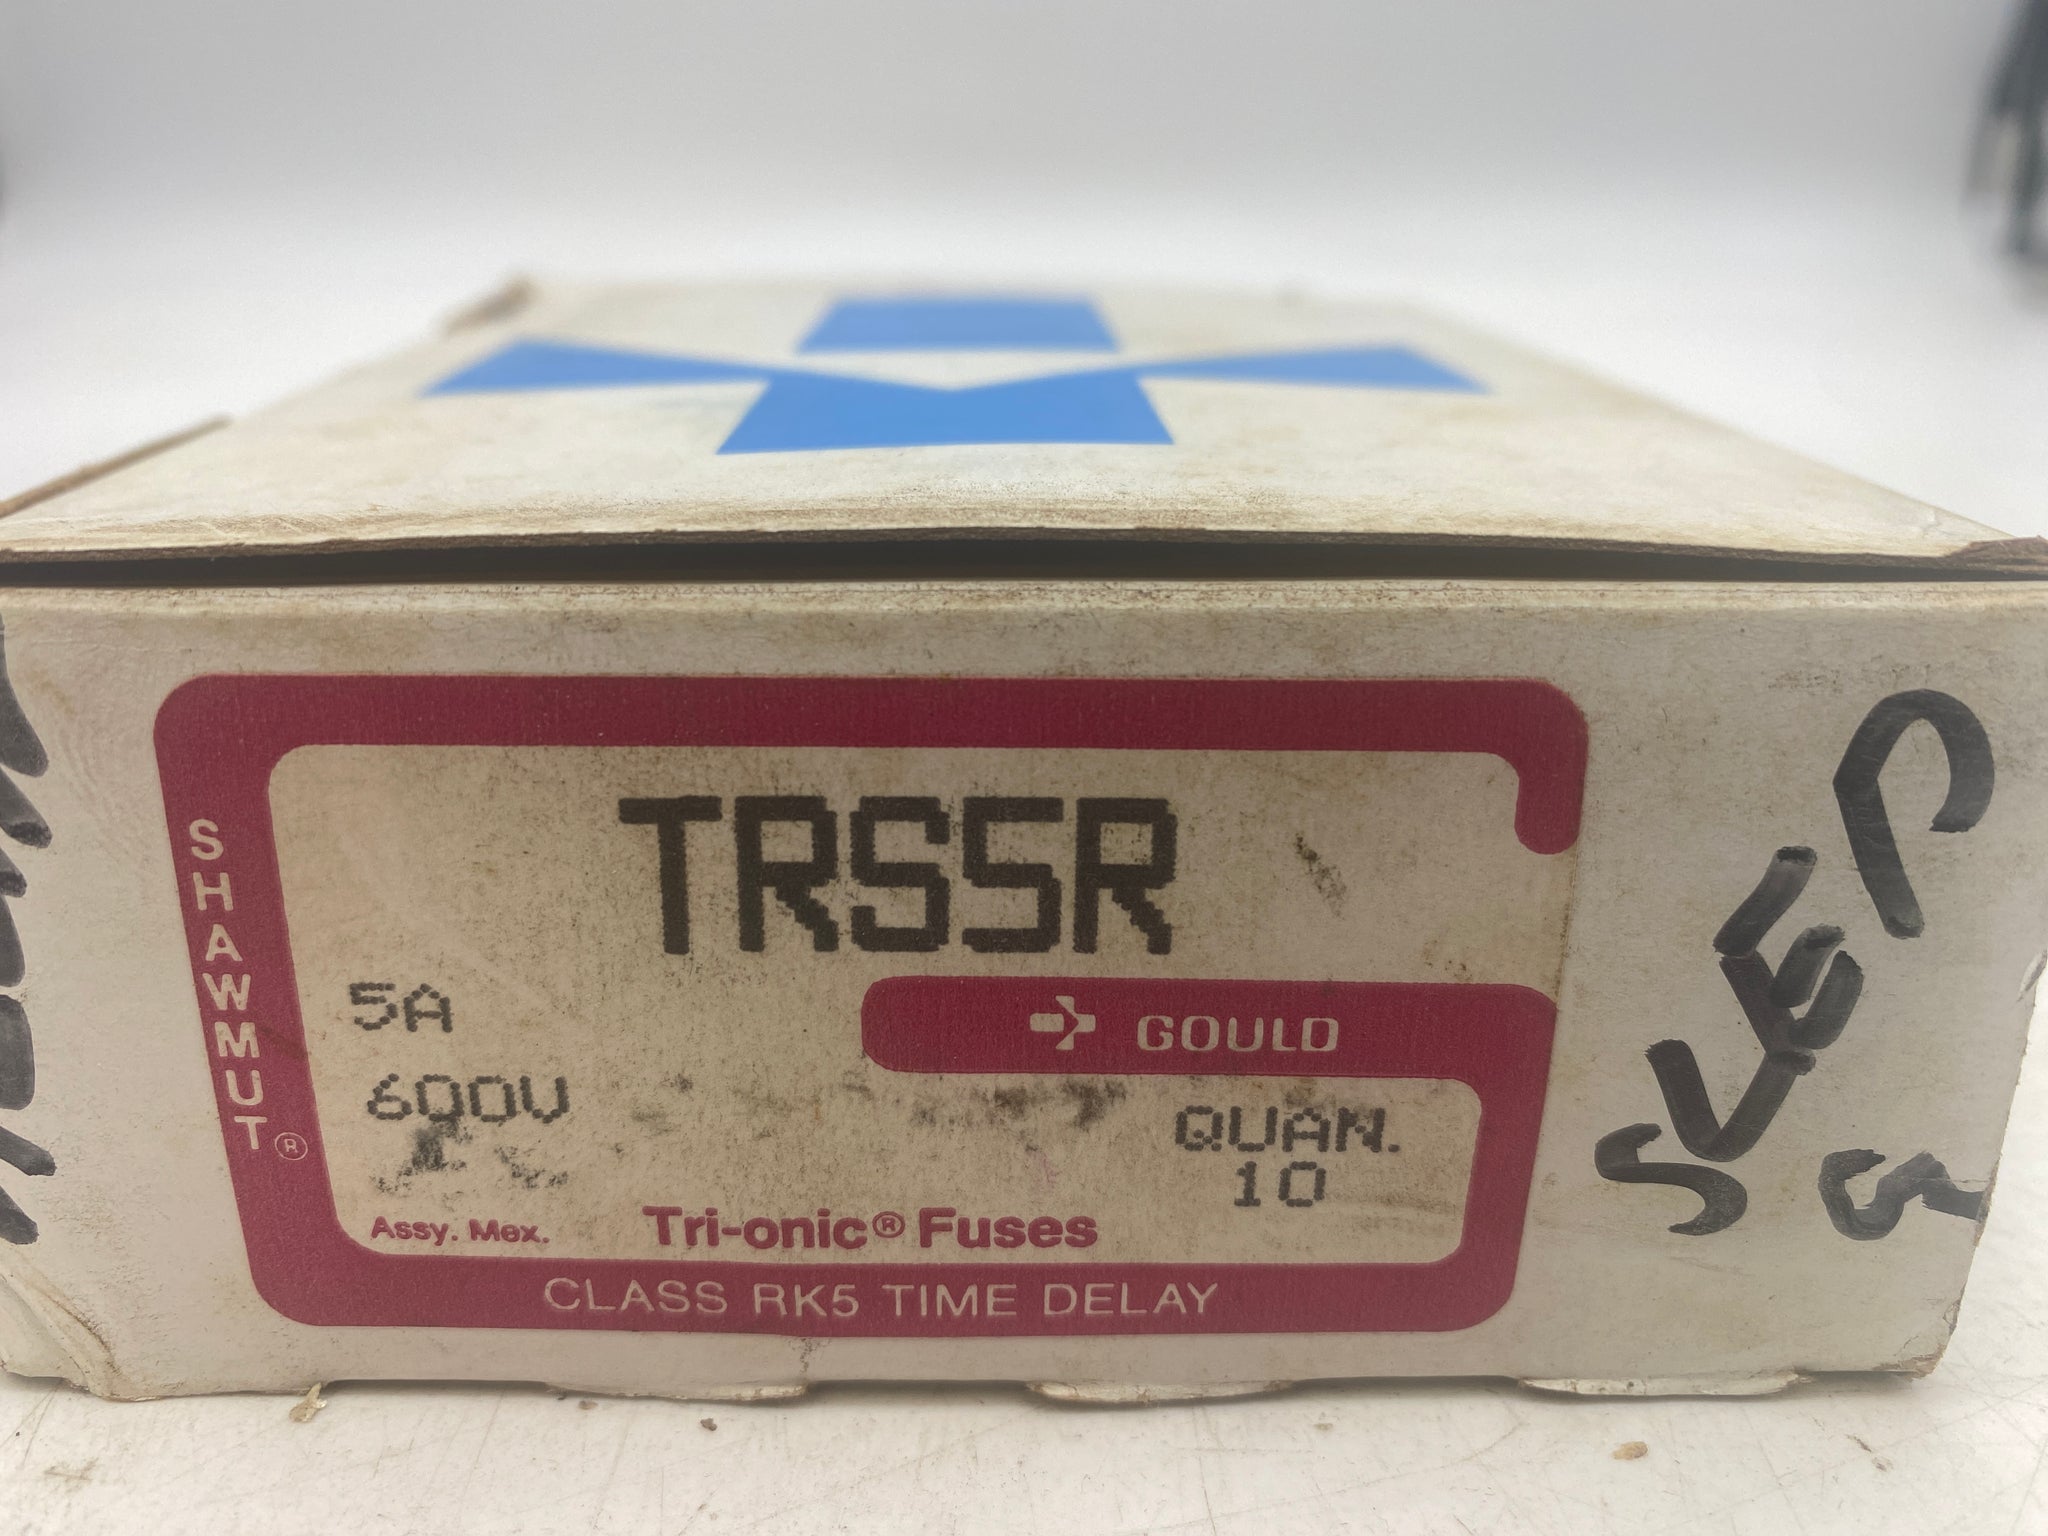 TRS5R
SHAWMUT®
5A
GOULD
600V
QUAN.
10
Assy. Mex.
Tri-onic® Fuses
CLASS RK5 TIME DELAY